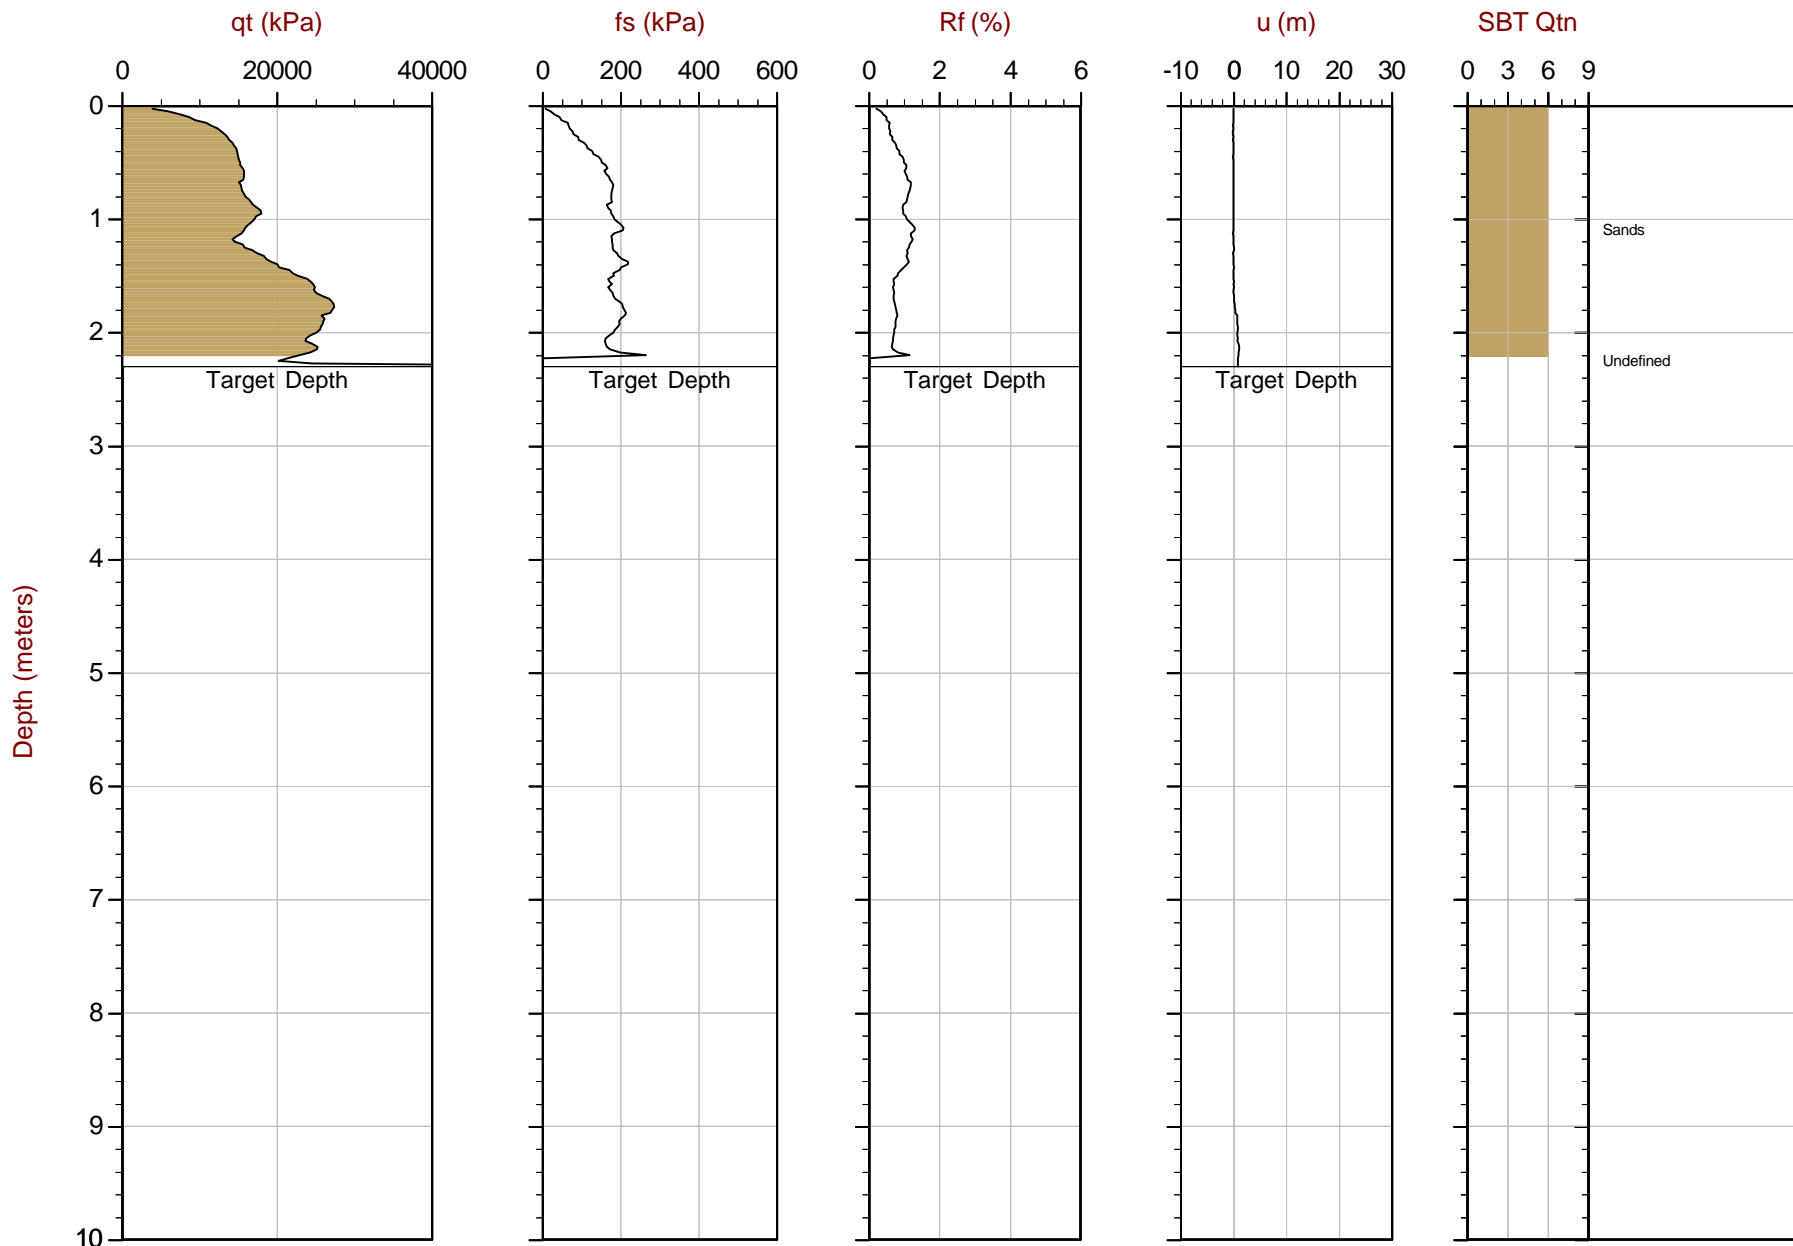 qt (kPa) fs (kPa) Rf (%) u (m) SBT Qtn
0 20000 40000 0 200 400 600 0 2 4 6 -10 0 0 10 20 30 0 3 6 9
0
1
Sands
2
Undefined
Target Depth Target Depth Target Depth Target Depth
3
4
5
Depth (meters)
6
7
8
9
10